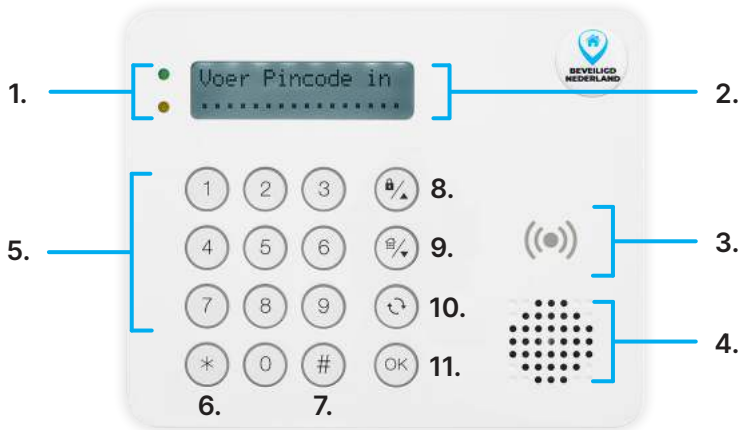 1.
Voer Pincode in
2.
BEVEILIGD
NEDERLAND
1 2 3 8.
5.
4 5 6 9.
3.
7 8 9 10.
4.
* 0 # OK 11.
6. 7.